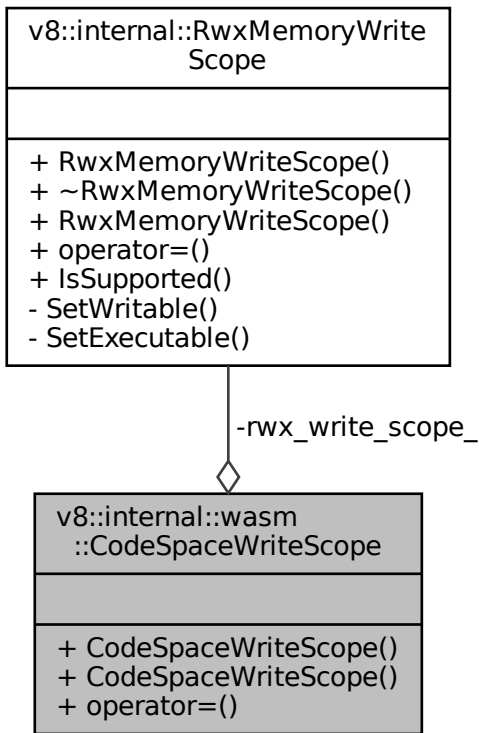 v8::internal::RwxMemoryWrite
Scope
+ RwxMemoryWriteScope()
+ ~RwxMemoryWriteScope()
+ RwxMemoryWriteScope()
+ operator=()
+ IsSupported()
- SetWritable()
- SetExecutable()
-rwx_write_scope_
v8::internal::wasm
::CodeSpaceWriteScope
+ CodeSpaceWriteScope()
+ CodeSpaceWriteScope()
+ operator=()